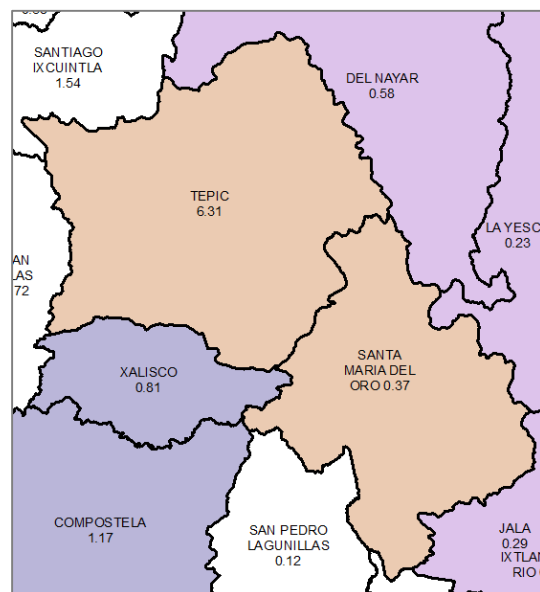 SANTIAGO
IXCUINTLA
1.54
DEL NAYAR
0.58
TEPIC
6.31
LA YESC
0.23
AN
LAS
72
XALISCO
0.81
SANTA
MARIA DEL
ORO 0.37
COMPOSTELA
1.17
SAN PEDRO
LAGUNILLAS
0.12
JALA
0.29
IXTLAN
RIO